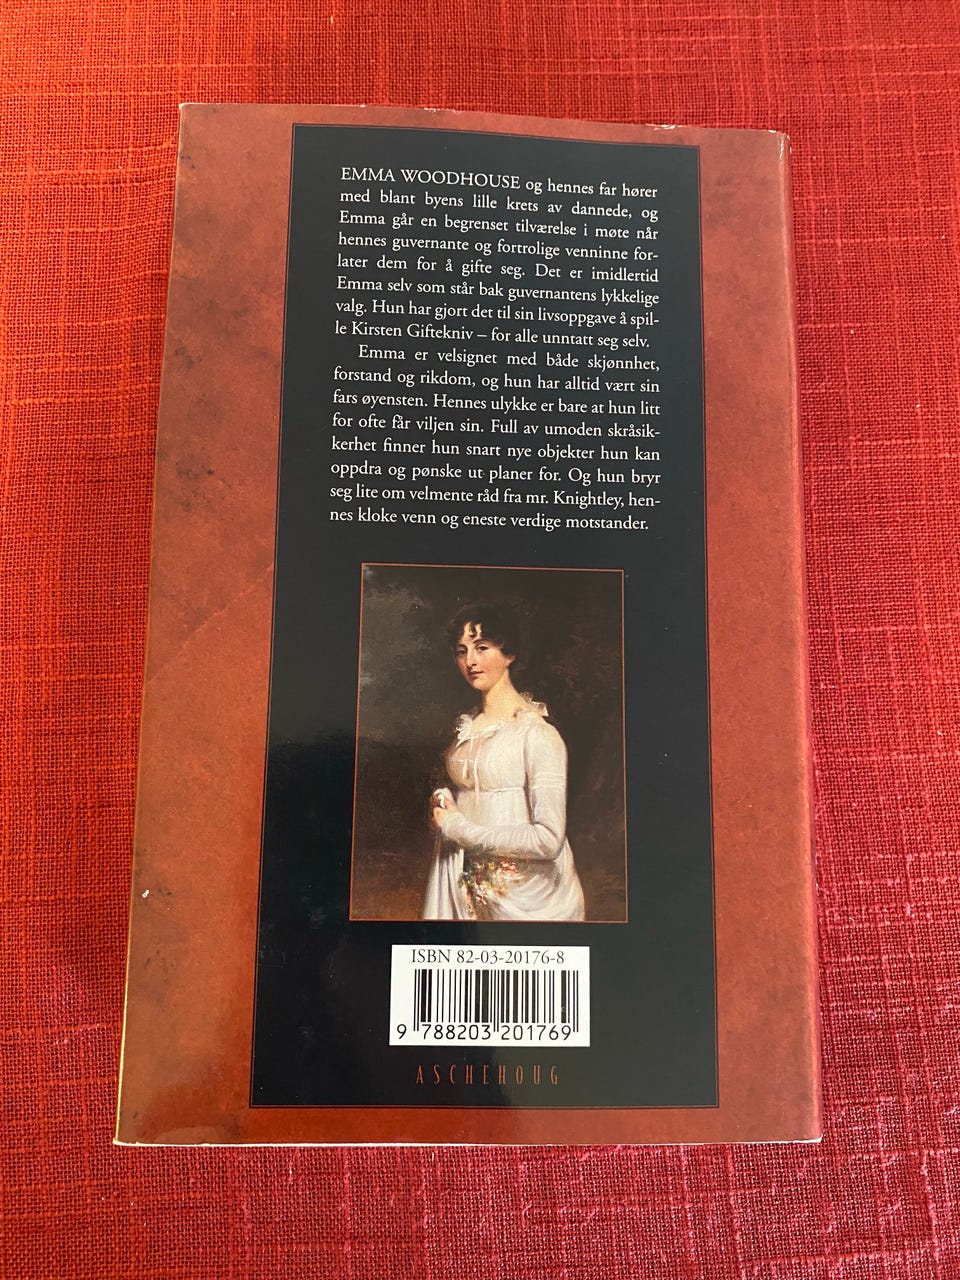 EMMA WOODHOUSE og hennes far hører
med blant byens lille krets av dannede, og
Emma går en begrenset tilværelse i møte når
hennes guvernante og fortrolige venninne for-
later dem for å gifte seg. Det er imidlertid
Emma selv som står bak guvernantens lykkelige
valg. Hun har gjort det til sin livsoppgave å spil-
le Kirsten Giftekniv – for alle unntatt seg selv.
Emma er velsignet med både skjønnhet,
forstand og rikdom, og hun har alltid vært sin
fars øyensten. Hennes ulykke er bare at hun litt
for ofte får viljen sin. Full av umoden skråsik-
kerhet finner hun snart nye objekter hun kan
oppdra og pønske ut planer for. Og hun bryr
seg lite om velmente råd fra mr. Knightley, hen-
nes kloke venn og eneste verdige motstander.
ISBN 82-03-20176-8
9 788203 201769
ASCHEHOUG